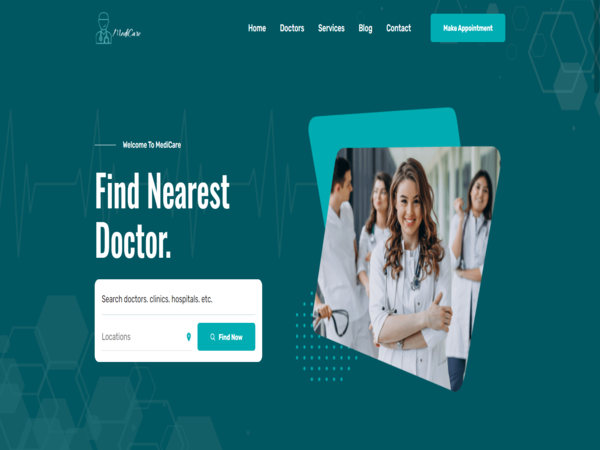 MediCare
Home Doctors Services Blog Contact Make Appointment
Welcome To MediCare
Find Nearest
Doctor.
Search doctors. clinics. hospitals. etc.
Locations
Find Now